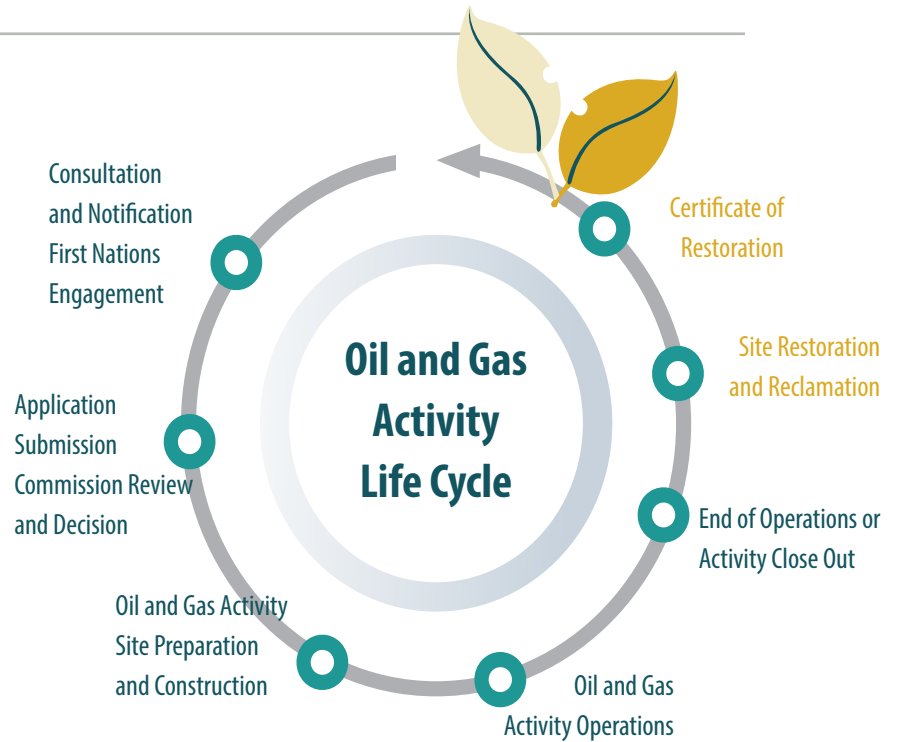 Oil and Gas
Activity
Life Cycle
Consultation
and Notification
First Nations
Engagement
Application
Submission
Commission Review
and Decision
Oil and Gas Activity
Site Preparation
and Construction
Oil and Gas
Activity Operations
End of Operations or
Activity Close Out
Site Restoration
and Reclamation
Certificate of
Restoration